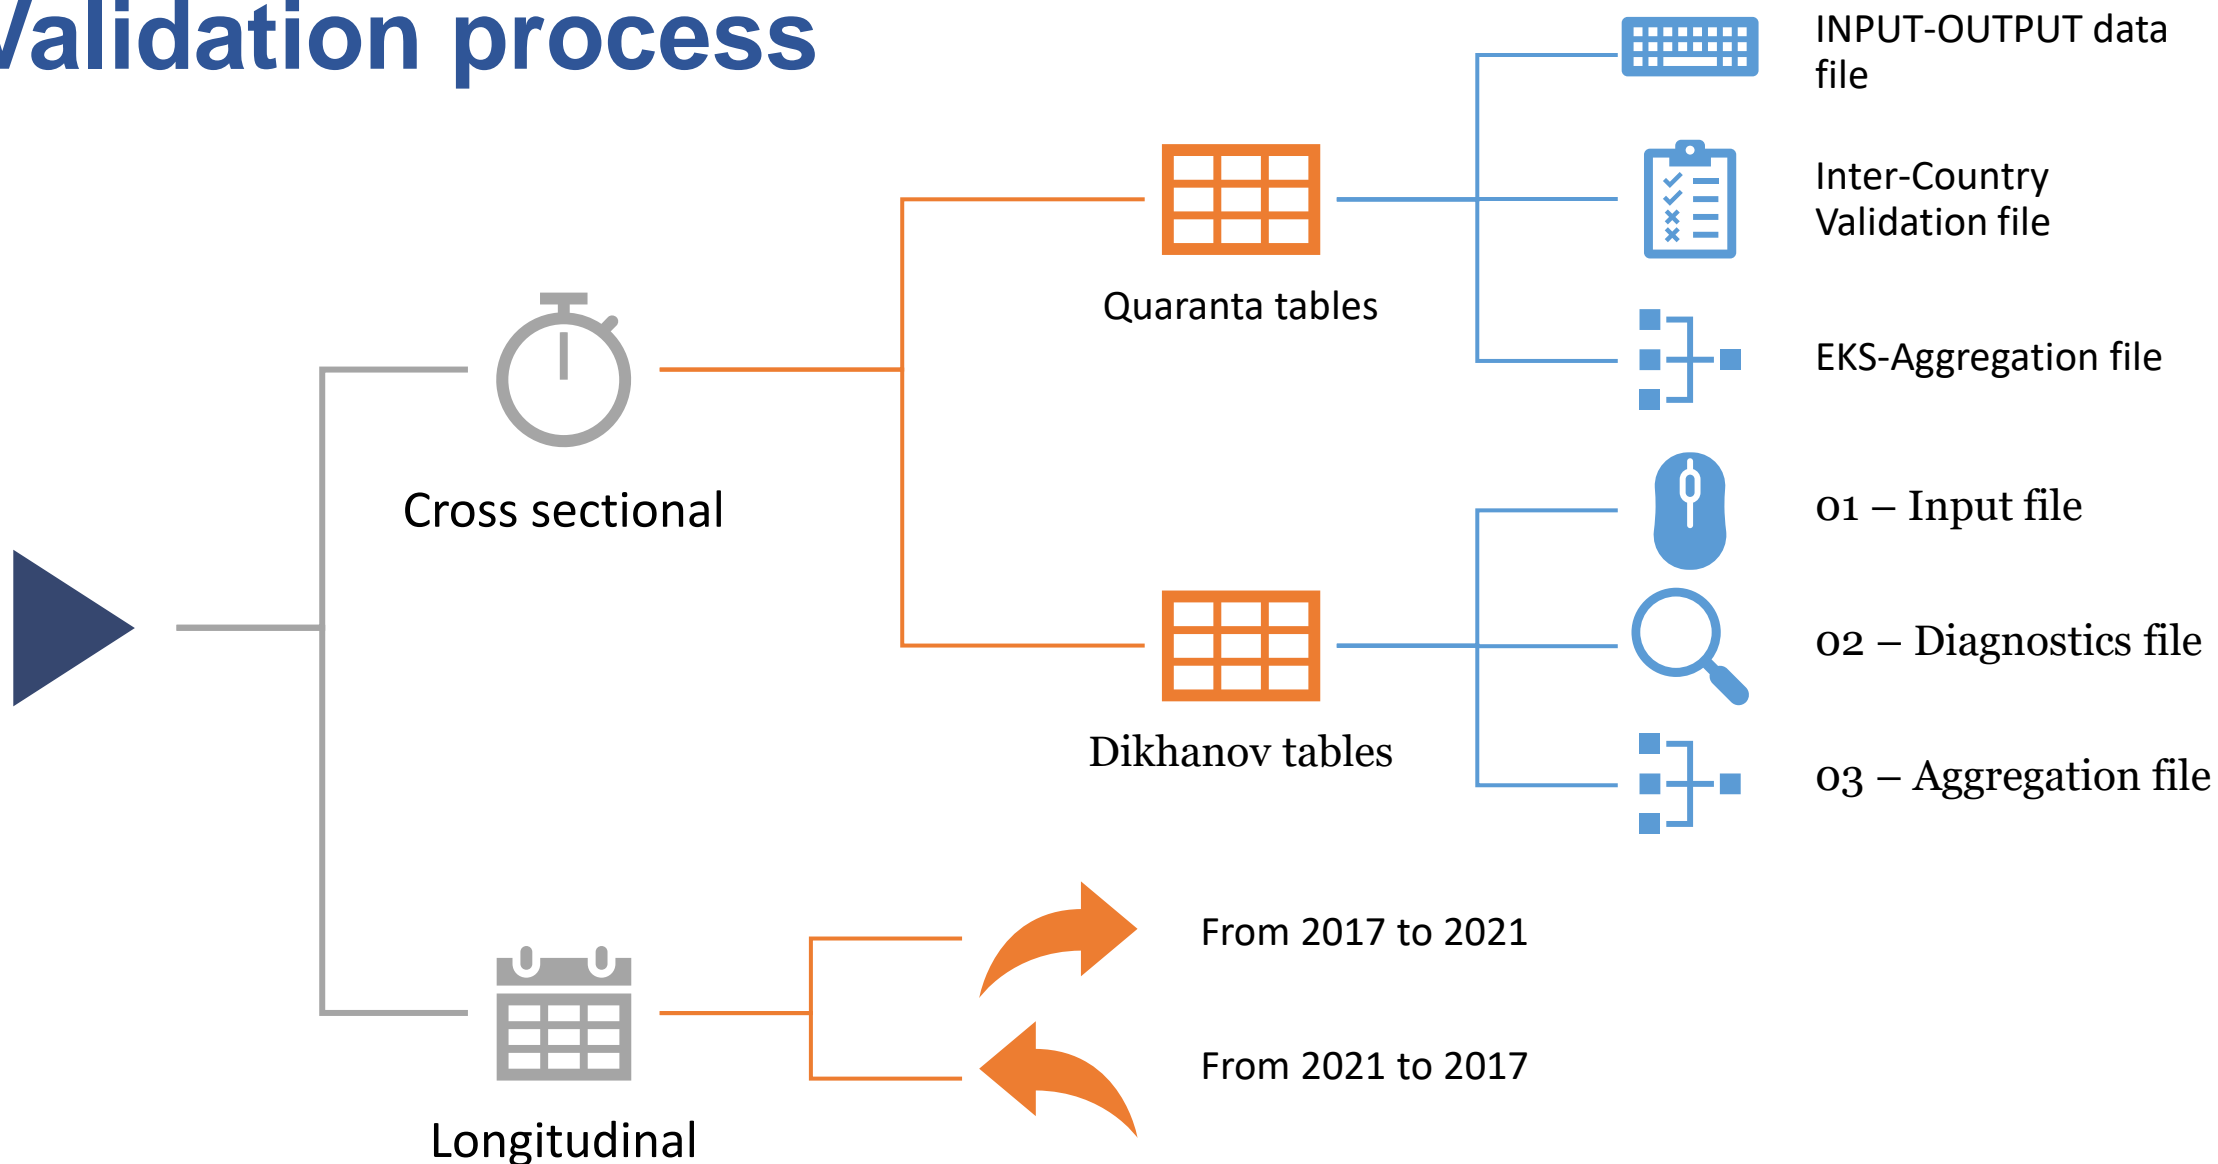 Validation process
INPUT-OUTPUT data
file
Inter-Country
Validation file
Quaranta tables
EKS-Aggregation file
Cross sectional
01 – Input file
02 – Diagnostics file
Dikhanov tables
03 – Aggregation file
From 2017 to 2021
From 2021 to 2017
Longitudinal